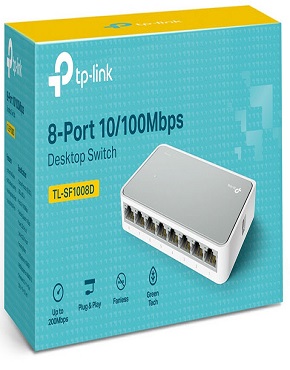 tp-link
8-Port 10/100Mbps
Desktop Switch
TL-SF1008D
Up to
200Mbps
Plug & Play
Fanless
Green
Tech